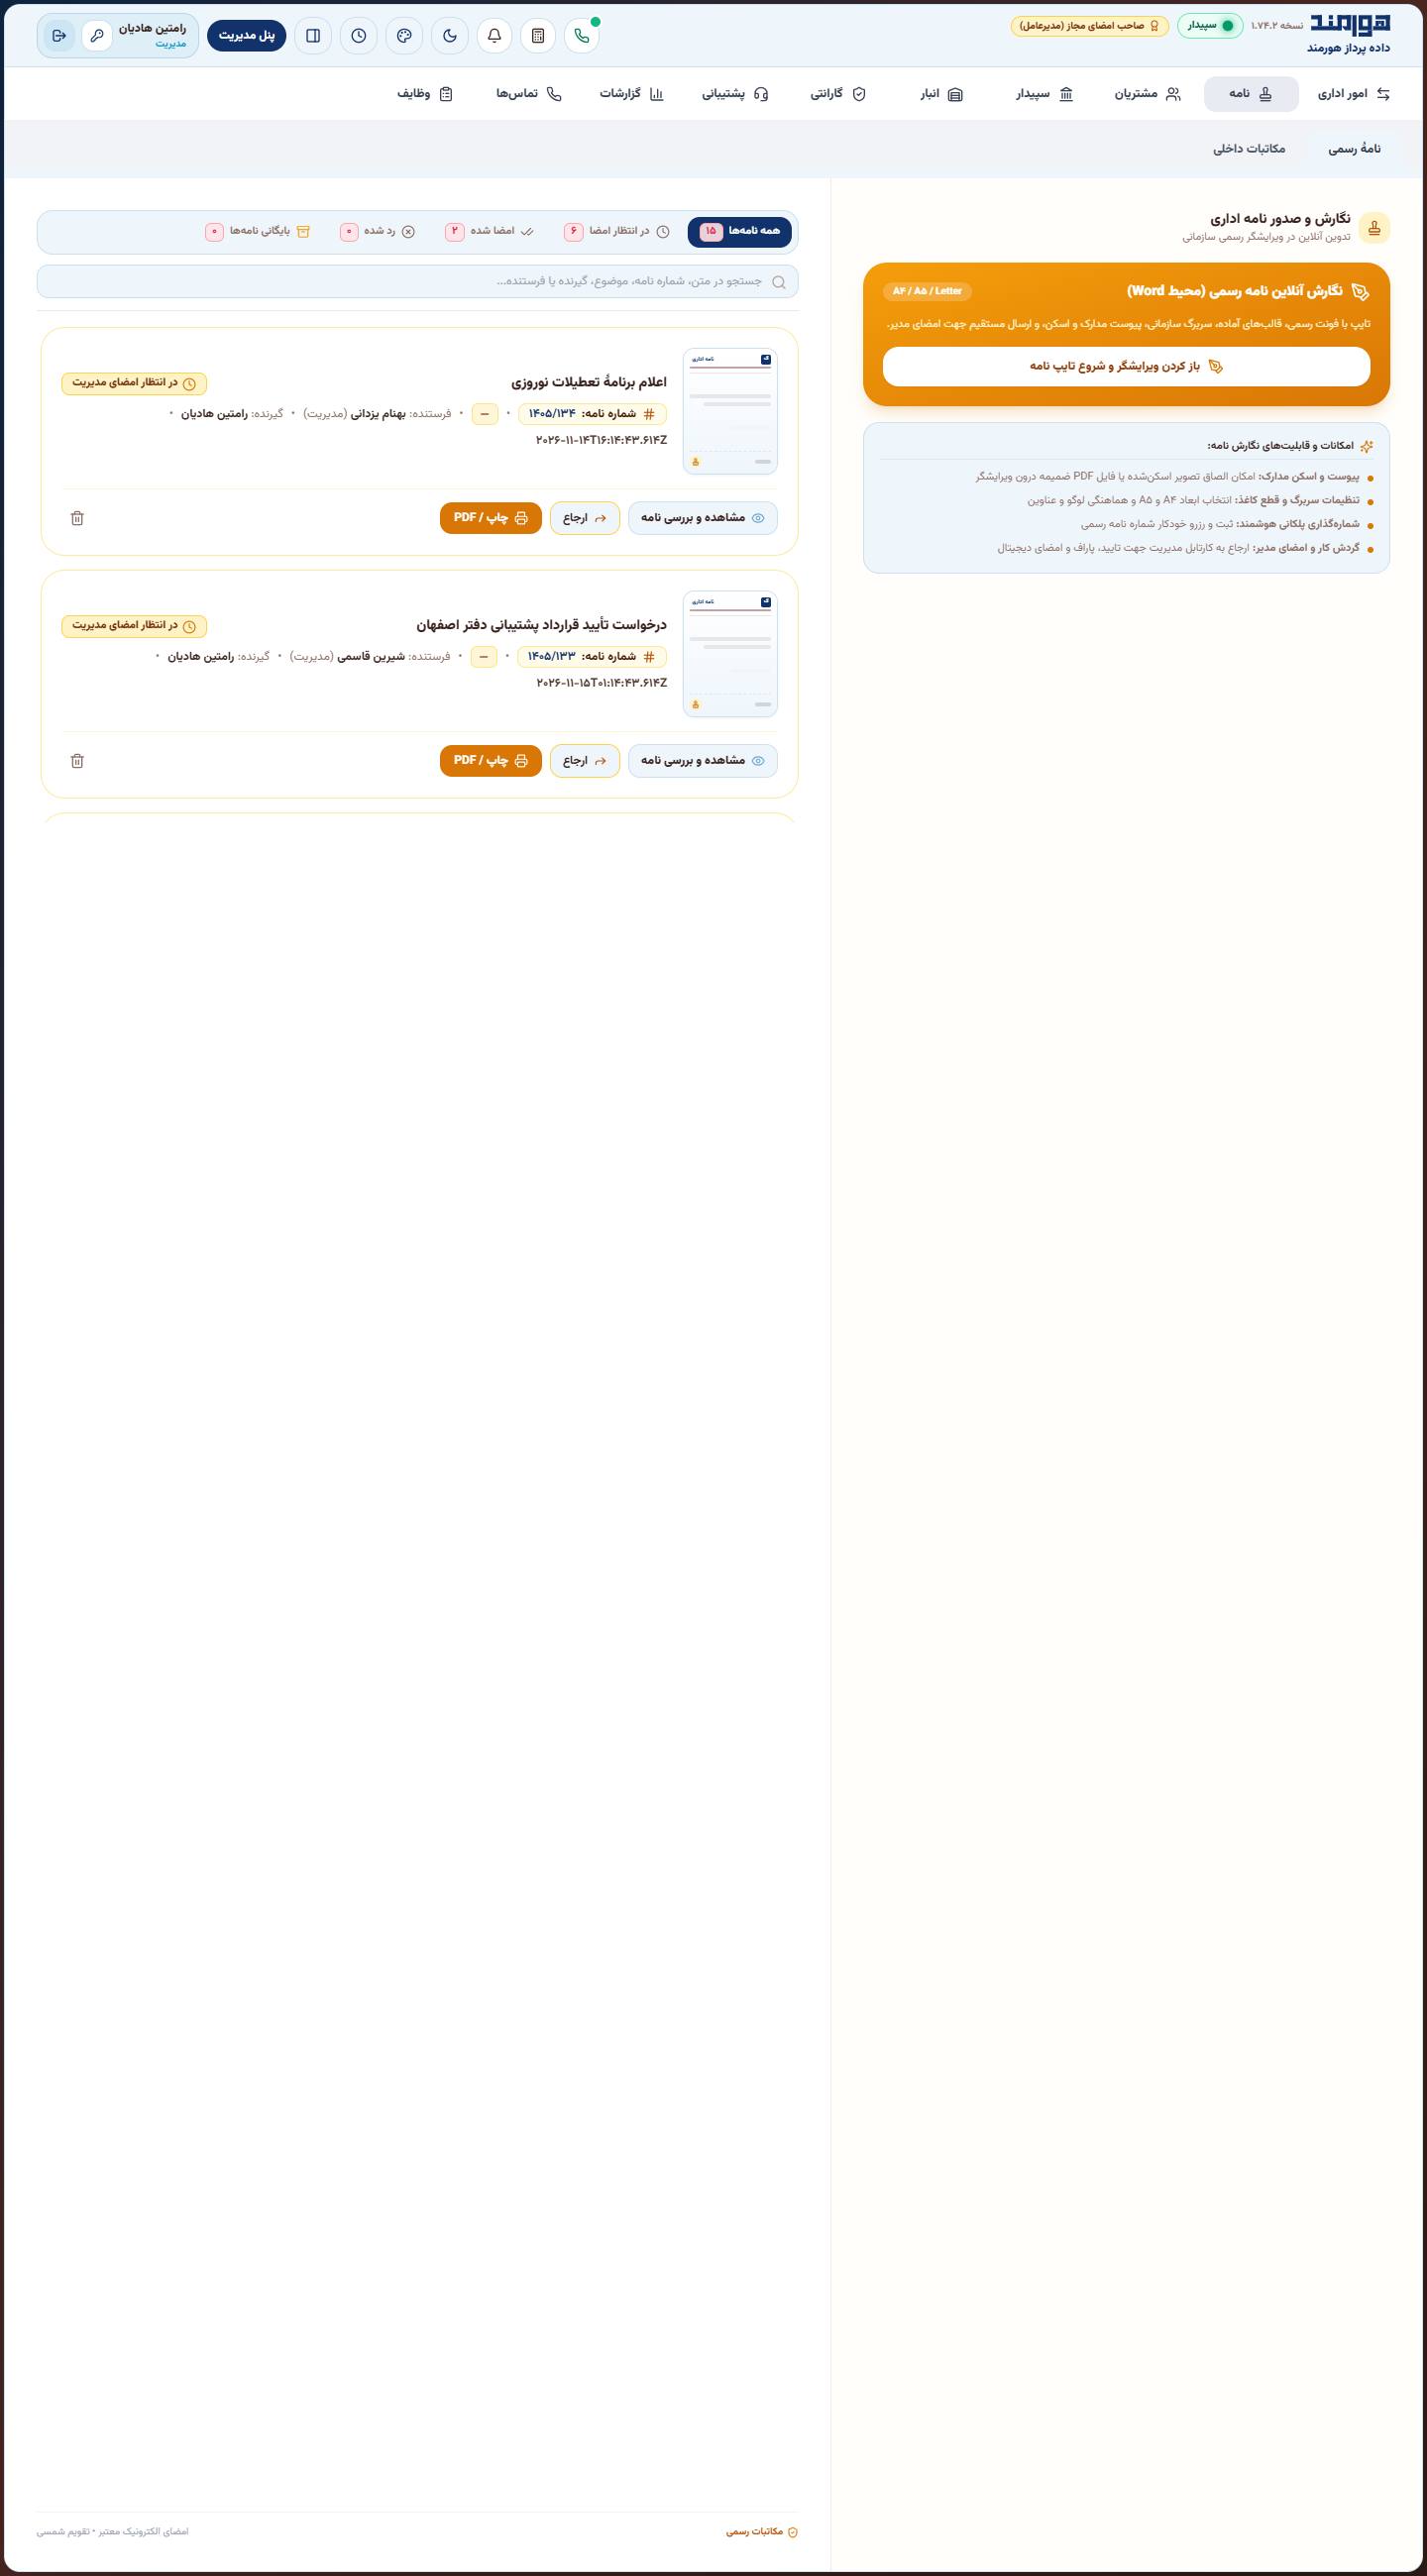 هورمند
نسخه ۱.۷۴.۲
سپیدار
صاحب امضای مجاز (مدیرعامل)
داده پرداز هورمند
پنل مدیریت
رامتین هادیان
مدیریت
امور اداری
نامه
مشتریان
سپیدار
انبار
گارانتی
پشتیبانی
گزارشات
تماس‌ها
وظایف
نامهٔ رسمی
مکاتبات داخلی
نگارش و صدور نامه اداری
تدوین آنلاین در ویرایشگر رسمی سازمانی
نگارش آنلاین نامه رسمی (محیط Word)
A۴ / A۵ / Letter
تایپ با فونت رسمی، قالب‌های آماده، سربرگ سازمانی، پیوست مدارک و اسکن، و ارسال مستقیم جهت امضای مدیر.
باز کردن ویرایشگر و شروع تایپ نامه
امکانات و قابلیت‌های نگارش نامه:
پیوست و اسکن مدارک: امکان الصاق تصویر اسکن‌شده یا فایل PDF ضمیمه درون ویرایشگر
تنظیمات سربرگ و قطع کاغذ: انتخاب ابعاد A۴ و A۵ و هماهنگی لوگو و عناوین
شماره‌گذاری پلکانی هوشمند: ثبت و رزرو خودکار شماره نامه رسمی
گردش کار و امضای مدیر: ارجاع به کارتابل مدیریت جهت تایید، پاراف و امضای دیجیتال
همه نامه‌ها ۱۵
در انتظار امضا ۶
امضا شده ۲
رد شده ۰
بایگانی نامه‌ها ۰
جستجو در متن، شماره نامه، موضوع، گیرنده یا فرستنده...
نامه اداری
اعلام برنامهٔ تعطیلات نوروزی
در انتظار امضای مدیریت
شماره نامه: ۱۴۰۵/۱۳۴ • — • فرستنده: بهنام یزدانی (مدیریت) • گیرنده: رامتین هادیان •
۲۰۲۶-۱۱-۱۴T۱۶:۱۴:۴۳.۶۱۴Z
مشاهده و بررسی نامه
ارجاع
چاپ / PDF
نامه اداری
درخواست تأیید قرارداد پشتیبانی دفتر اصفهان
در انتظار امضای مدیریت
شماره نامه: ۱۴۰۵/۱۳۳ • — • فرستنده: شیرین قاسمی (مدیریت) • گیرنده: رامتین هادیان •
۲۰۲۶-۱۱-۱۵T۰۱:۱۴:۴۳.۶۱۴Z
مشاهده و بررسی نامه
ارجاع
چاپ / PDF
مکاتبات رسمی
امضای الکترونیک معتبر • تقویم شمسی